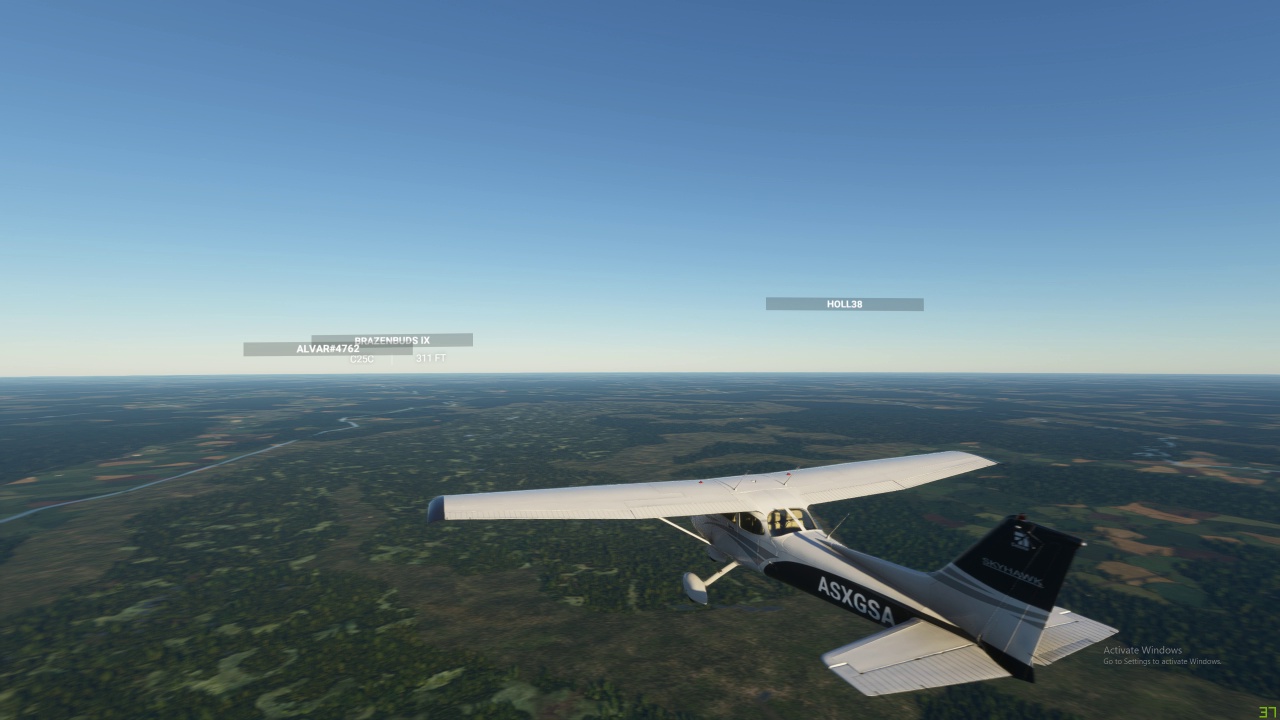 HOLL38
BRAZENBUDS IX
ALVAR#4762
C25C 311 FT
SKYHAWK
ASXGSA
Activate Windows
Go to Settings to activate Windows.
37